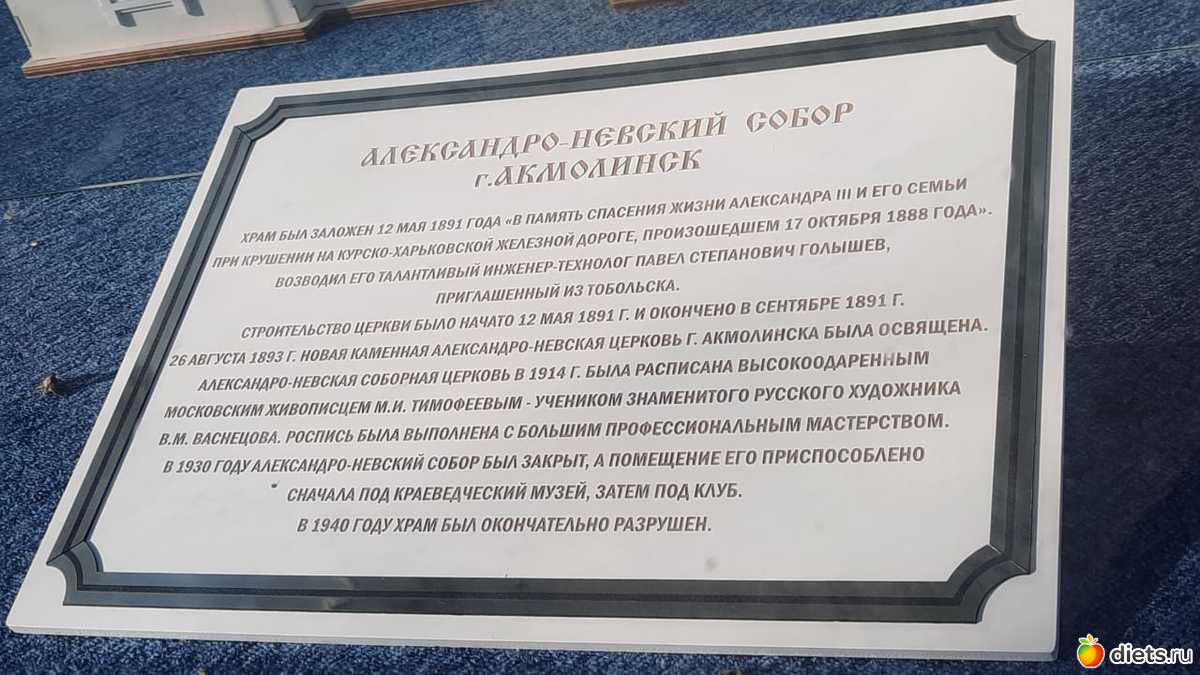 АЛЕКСАНДРО-НЕВСКИЙ СОБОР
г.АКМОЛИНСК
ХРАМ БЫЛ ЗАЛОЖЕН 12 МАЯ 1891 ГОДА «В ПАМЯТЬ СПАСЕНИЯ ЖИЗНИ АЛЕКСАНДРА III И ЕГО СЕМЬИ
ПРИ КРУШЕНИИ НА КУРСКО-ХАРЬКОВСКОЙ ЖЕЛЕЗНОЙ ДОРОГЕ, ПРОИЗОШЕДШЕМ 17 ОКТЯБРЯ 1888 ГОДА».
ВОЗВОДИЛ ЕГО ТАЛАНТЛИВЫЙ ИНЖЕНЕР-ТЕХНОЛОГ ПАВЕЛ СТЕПАНОВИЧ ГОЛЫШЕВ,
ПРИГЛАШЕННЫЙ ИЗ ТОБОЛЬСКА.
СТРОИТЕЛЬСТВО ЦЕРКВИ БЫЛО НАЧАТО 12 МАЯ 1891 Г. И ОКОНЧЕНО В СЕНТЯБРЕ 1891 Г.
26 АВГУСТА 1893 Г. НОВАЯ КАМЕННАЯ АЛЕКСАНДРО-НЕВСКАЯ ЦЕРКОВЬ Г. АКМОЛИНСКА БЫЛА ОСВЯЩЕНА.
АЛЕКСАНДРО-НЕВСКАЯ СОБОРНАЯ ЦЕРКОВЬ В 1914 Г. БЫЛА РАСПИСАНА ВЫСОКООДАРЕННЫМ
МОСКОВСКИМ ЖИВОПИСЦЕМ М.И. ТИМОФЕЕВЫМ - УЧЕНИКОМ ЗНАМЕНИТОГО РУССКОГО ХУДОЖНИКА
В.М. ВАСНЕЦОВА. РОСПИСЬ БЫЛА ВЫПОЛНЕНА С БОЛЬШИМ ПРОФЕССИОНАЛЬНЫМ МАСТЕРСТВОМ.
В 1930 ГОДУ АЛЕКСАНДРО-НЕВСКИЙ СОБОР БЫЛ ЗАКРЫТ, А ПОМЕЩЕНИЕ ЕГО ПРИСПОСОБЛЕНО
СНАЧАЛА ПОД КРАЕВЕДЧЕСКИЙ МУЗЕЙ, ЗАТЕМ ПОД КЛУБ.
В 1940 ГОДУ ХРАМ БЫЛ ОКОНЧАТЕЛЬНО РАЗРУШЕН.
diets.ru